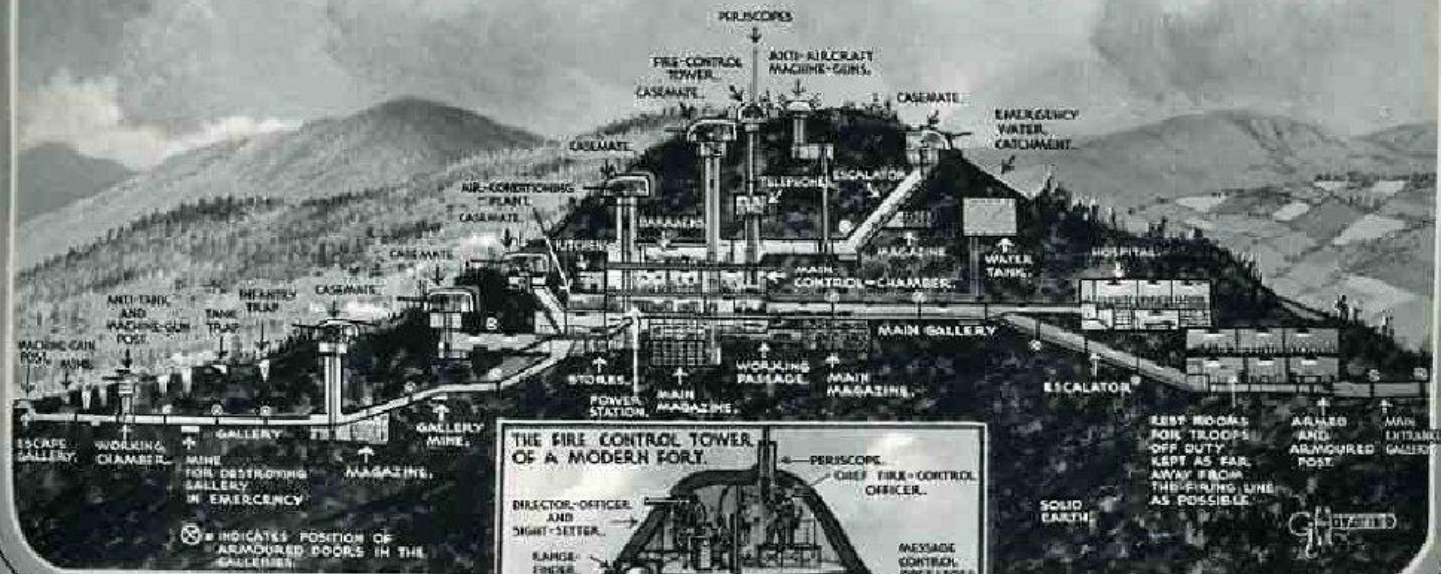 PERISCOPES
FIRE-CONTROL
TOWER.
ANTI-AIRCRAFT
MACHINE-GUNS.
CASEMATE.
CASEMATE.
EMERGENCY
WATER
CATCHMENT.
CASEMATE.
AIR-CONDITIONING
PLANT.
TELEPHONES
ESCALATOR
CASEMATE.
KITCHENS
BARRACKS
MAGAZINE.
WATER
TANK.
HOSPITAL
CASEMATE
MAIN
CONTROL-CHAMBER.
ANTI-TANK
AND
MACHINE-GUN
POST.
TANK
TRAP
INFANTRY
TRAP
CASEMATE.
MACHINE-GUN
POST.
MINE.
MAIN GALLERY
STORES.
POWER
STATION.
MAIN
MAGAZINE.
WORKING
PASSAGE.
MAIN
MAGAZINE.
ESCALATOR
ESCAPE
GALLERY.
WORKING
CHAMBER.
GALLERY
MINE
FOR DESTROYING
GALLERY
IN EMERGENCY
MAGAZINE.
GALLERY
MINE.
REST ROOMS
FOR TROOPS
OFF DUTY
KEPT AS FAR
AWAY FROM
THE FIRING LINE
AS POSSIBLE
ARMED
AND
ARMOURED
POST.
MAIN
ENTRANCE
GALLERY
SOLID
EARTH
⊗ = INDICATES POSITION OF
ARMOURED DOORS IN THE
GALLERIES.
THE FIRE CONTROL TOWER
OF A MODERN FORT.
PERISCOPE.
CHIEF FIRE-CONTROL
OFFICER.
DIRECTOR-OFFICER
AND
SIGHT-SETTER.
RANGE-
FINDER
MESSAGE
CONTROL